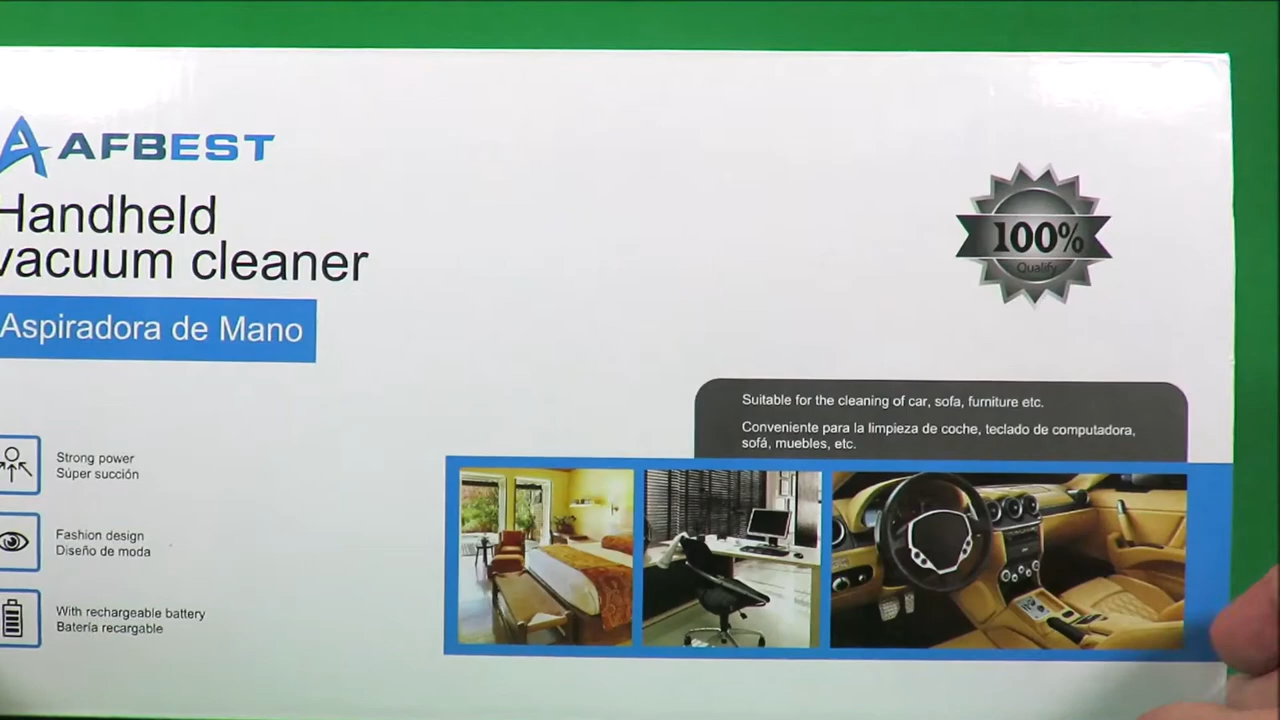 AFBEST
Handheld
vacuum cleaner
Aspiradora de Mano
100%
Qualify
Suitable for the cleaning of car, sofa, furniture etc.
Conveniente para la limpieza de coche, teclado de computadora,
sofá, muebles, etc.
Strong power
Súper succión
Fashion design
Diseño de moda
With rechargeable battery
Batería recargable